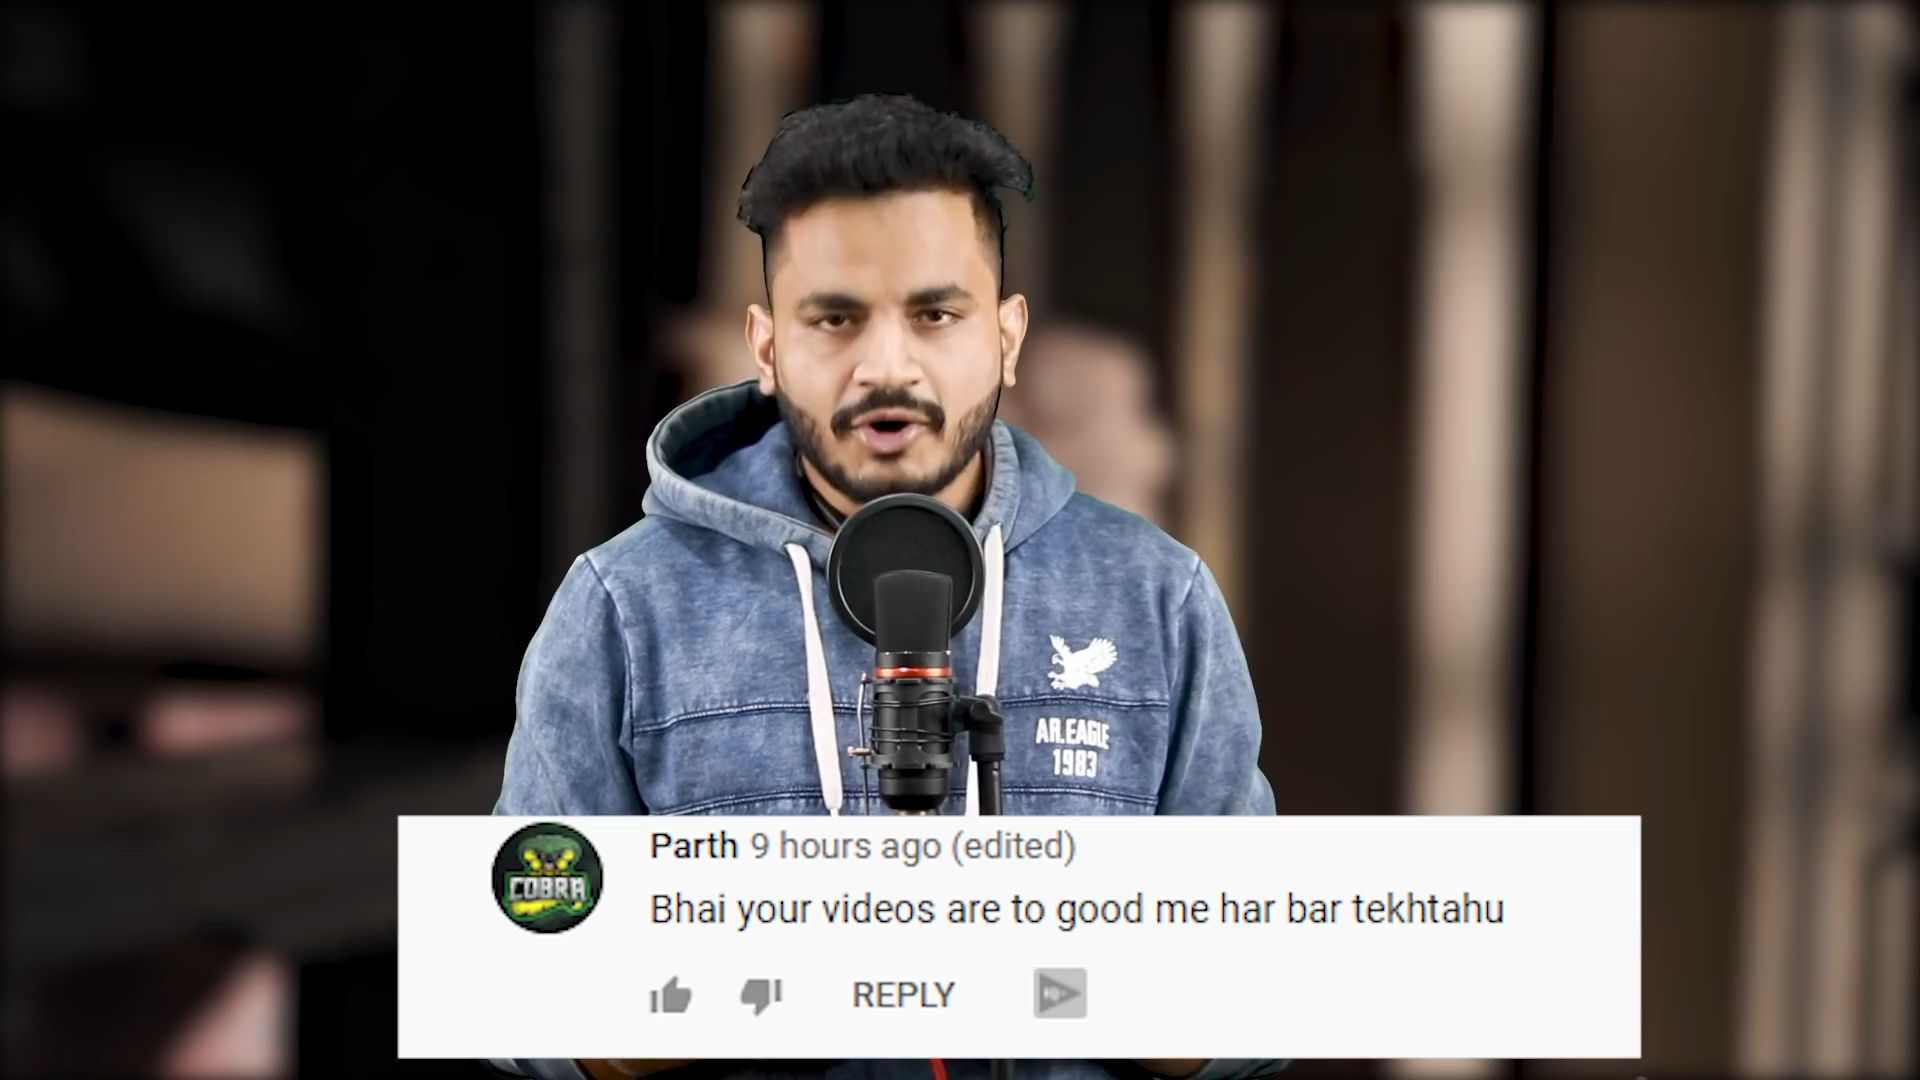 AR.EAGLE
1983
COBRA
Parth 9 hours ago (edited)
Bhai your videos are to good me har bar tekhtahu
REPLY